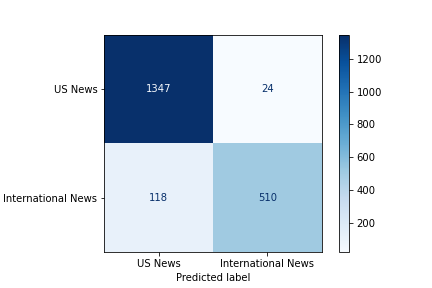 US News
1347
24
International News
118
510
US News
International News
Predicted label
1200
1000
800
600
400
200